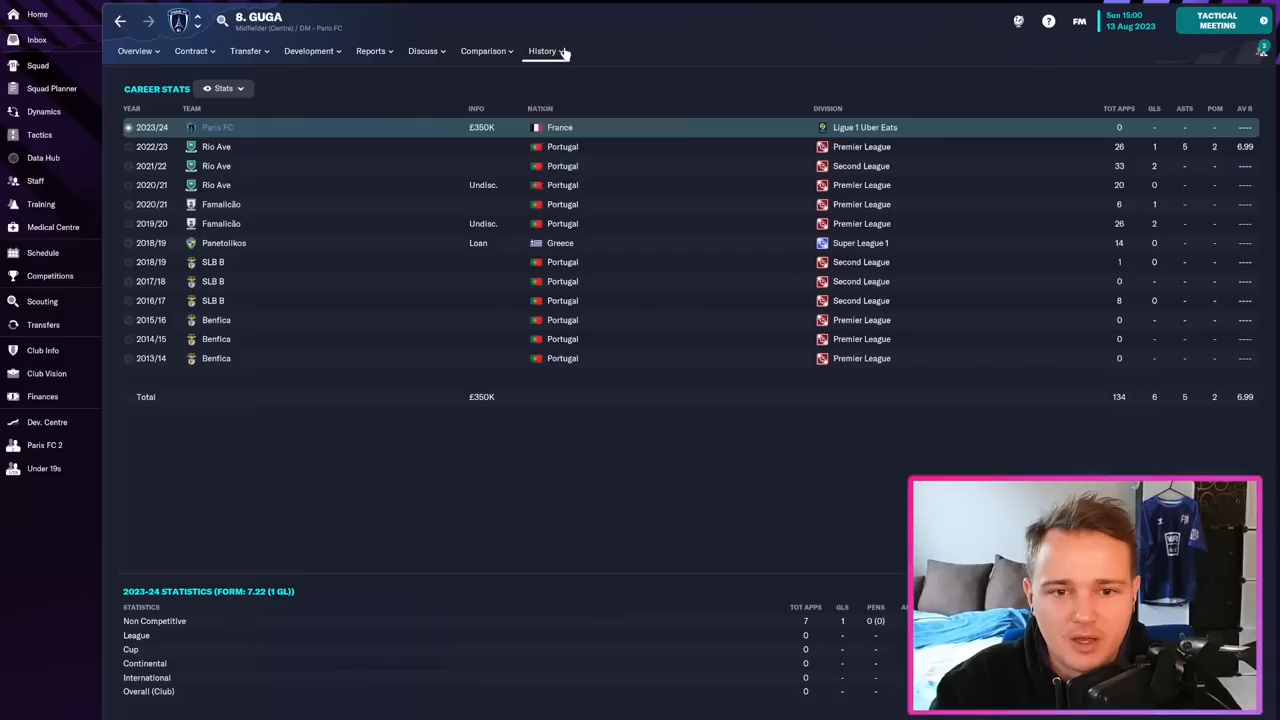 Home
Inbox
Squad
Squad Planner
Dynamics
Tactics
Data Hub
Staff
Training
Medical Centre
Schedule
Competitions
Scouting
Transfers
Club Info
Club Vision
Finances
Dev. Centre
Paris FC 2
Under 19s
8. GUGA
Midfielder (Centre) / DM - Paris FC
FM
Sun 15:00
13 Aug 2023
TACTICAL MEETING
3
Overview Contract Transfer Development Reports Discuss Comparison History
CAREER STATS Stats
YEAR TEAM INFO NATION DIVISION TOT APPS GLS ASTS POM AV R
2023/24 Paris FC £350K France Ligue 1 Uber Eats 0 - - - ----
2022/23 Rio Ave Portugal Premier League 26 1 5 2 6.99
2021/22 Rio Ave Portugal Second League 33 2 - - ----
2020/21 Rio Ave Undisc. Portugal Premier League 20 0 - - ----
2020/21 Famalicão Portugal Premier League 6 1 - - ----
2019/20 Famalicão Undisc. Portugal Premier League 26 2 - - ----
2018/19 Panetolikos Loan Greece Super League 1 14 0 - - ----
2018/19 SLB B Portugal Second League 1 0 - - ----
2017/18 SLB B Portugal Second League 0 - - - ----
2016/17 SLB B Portugal Second League 8 0 - - ----
2015/16 Benfica Portugal Premier League 0 - - - ----
2014/15 Benfica Portugal Premier League 0 - - - ----
2013/14 Benfica Portugal Premier League 0 - - - ----
Total £350K 134 6 5 2 6.99
2023-24 STATISTICS (FORM: 7.22 (1 GL))
STATISTICS TOT APPS GLS PENS
Non Competitive 7 1 0 (0)
League 0 - -
Cup 0 - -
Continental 0 - -
International 0 - -
Overall (Club) 0 - -